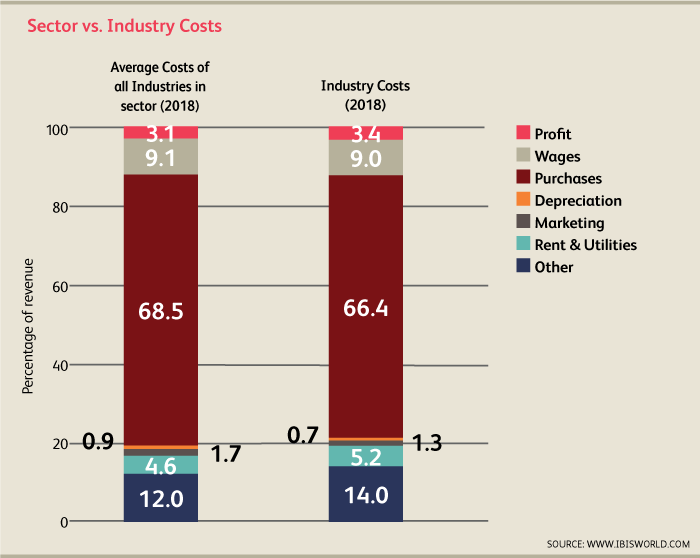 Sector vs. Industry Costs
Average Costs of
all Industries in
sector (2018)
Industry Costs
(2018)
100
80
60
40
20
0
Percentage of revenue
3.1
9.1
68.5
0.9
1.7
4.6
12.0
3.4
9.0
66.4
0.7
1.3
5.2
14.0
Profit
Wages
Purchases
Depreciation
Marketing
Rent & Utilities
Other
SOURCE: WWW.IBISWORLD.COM